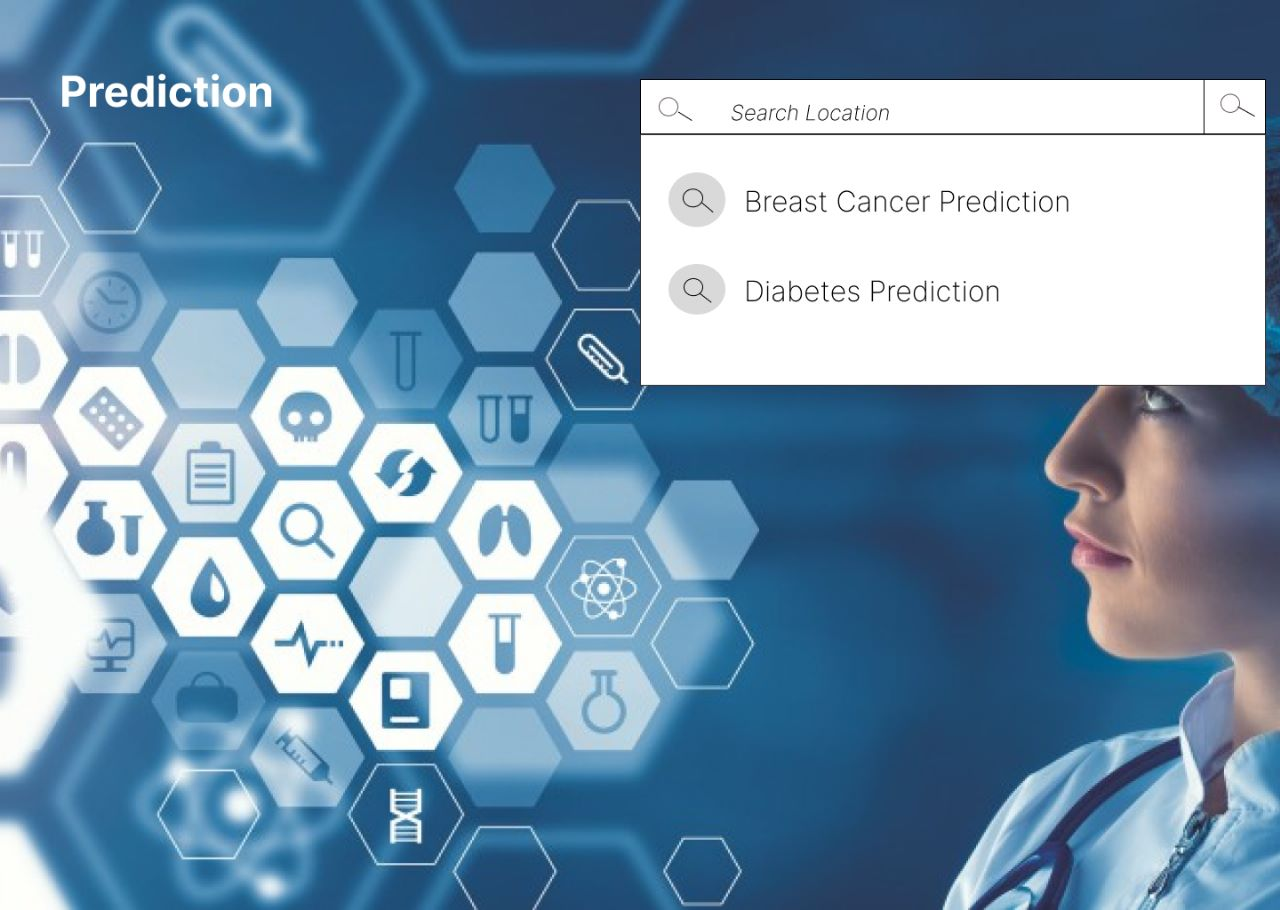 Prediction
Search Location
Breast Cancer Prediction
Diabetes Prediction